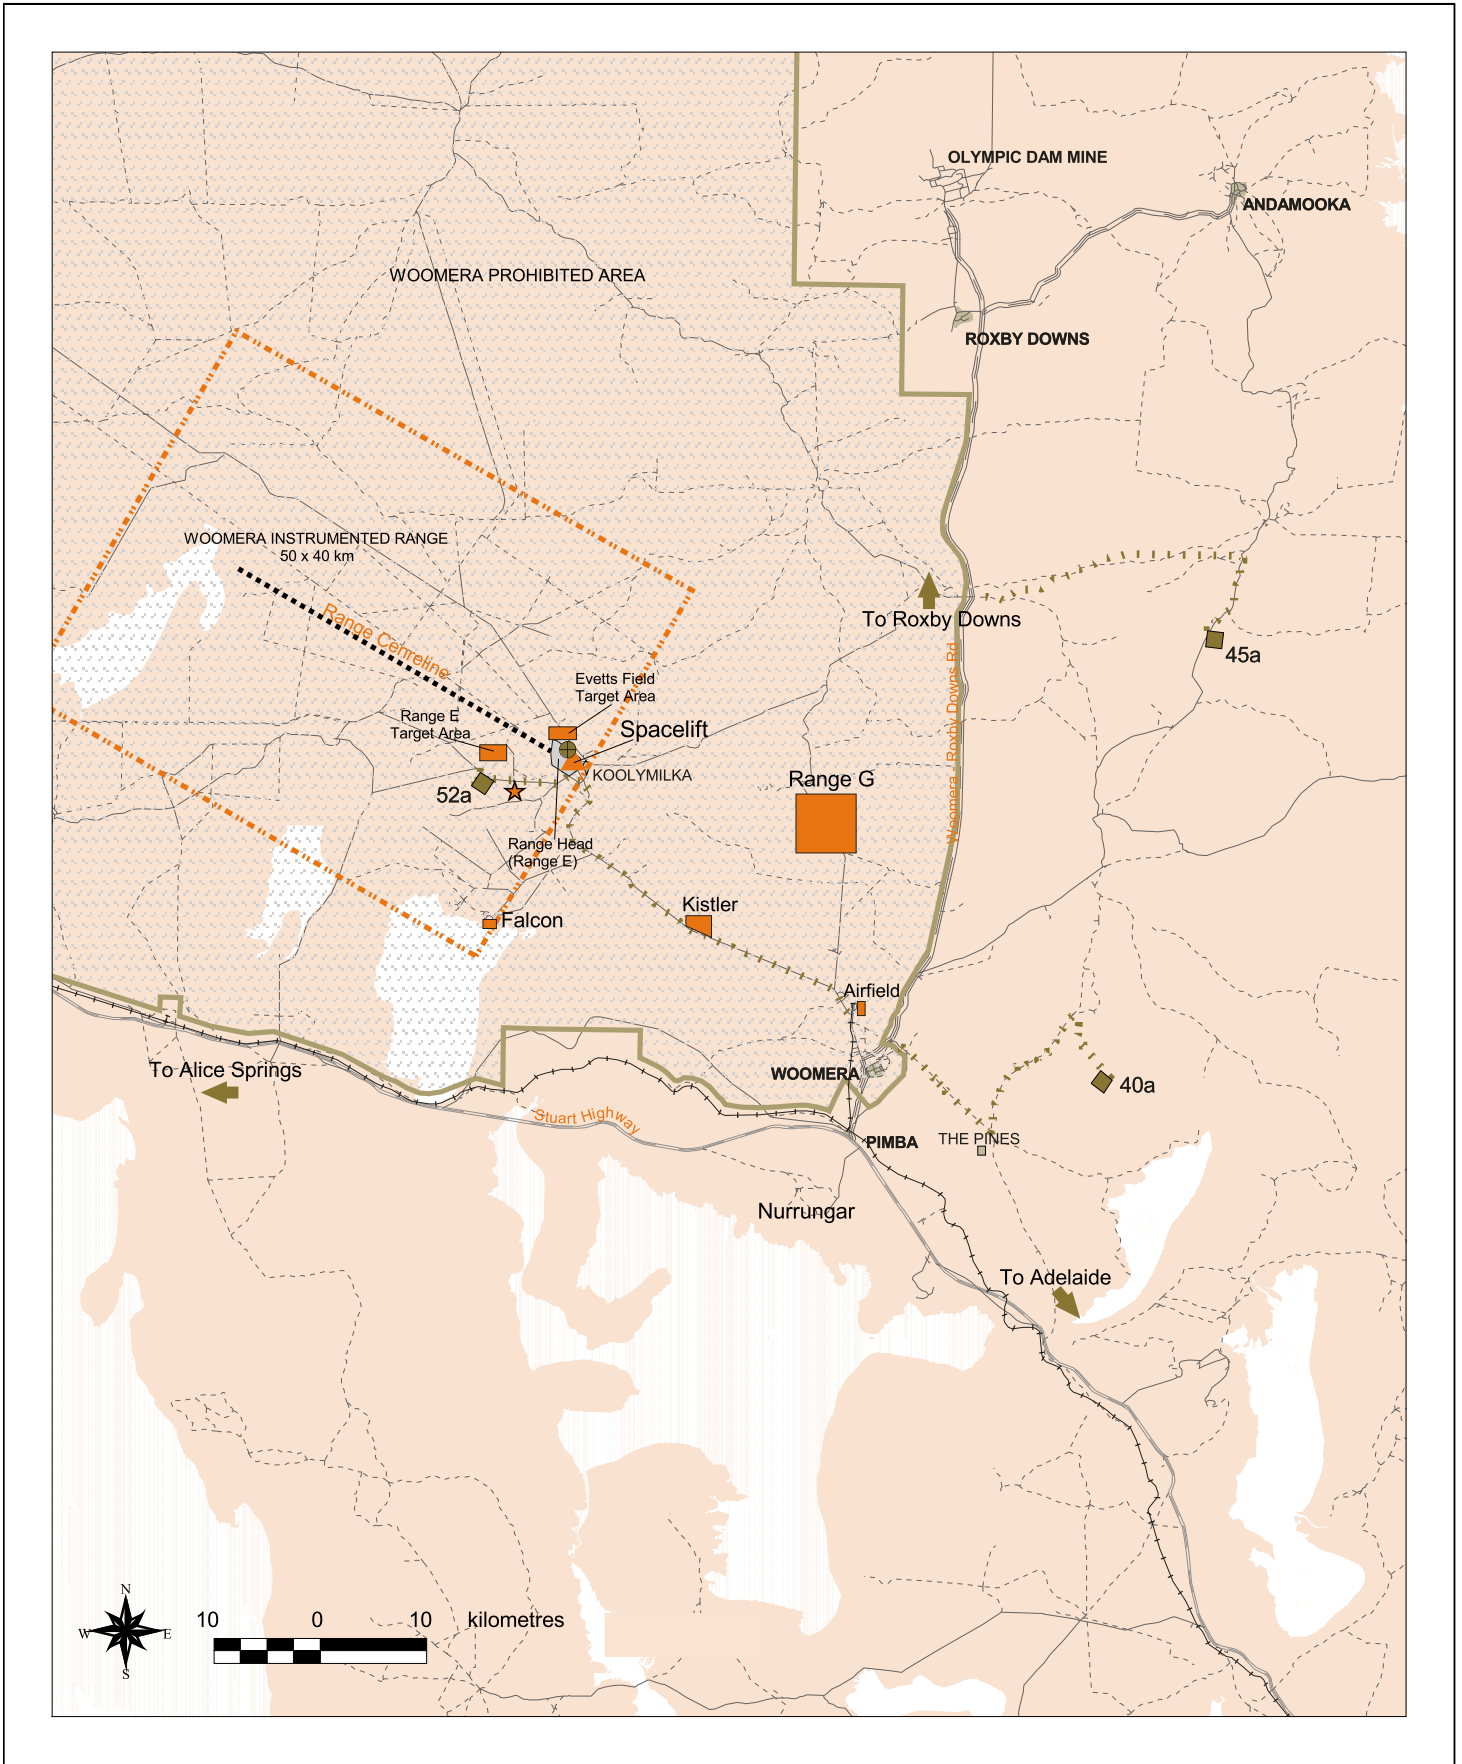 OLYMPIC DAM MINE
ANDAMOOKA
WOOMERA PROHIBITED AREA
ROXBY DOWNS
WOOMERA INSTRUMENTED RANGE
50 x 40 km
Range Cenreline
To Roxby Downs
Woomera - Roxby Downs Rd
45a
Evetts Field
Target Area
Range E
Target Area
Spacelift
KOOLYMILKA
52a
Range G
Range Head
(Range E)
Kistler
Falcon
Airfield
To Alice Springs
WOOMERA
40a
Stuart Highway
PIMBA
THE PINES
Nurrungar
To Adelaide
N
W
E
S
10 0 10 kilometres